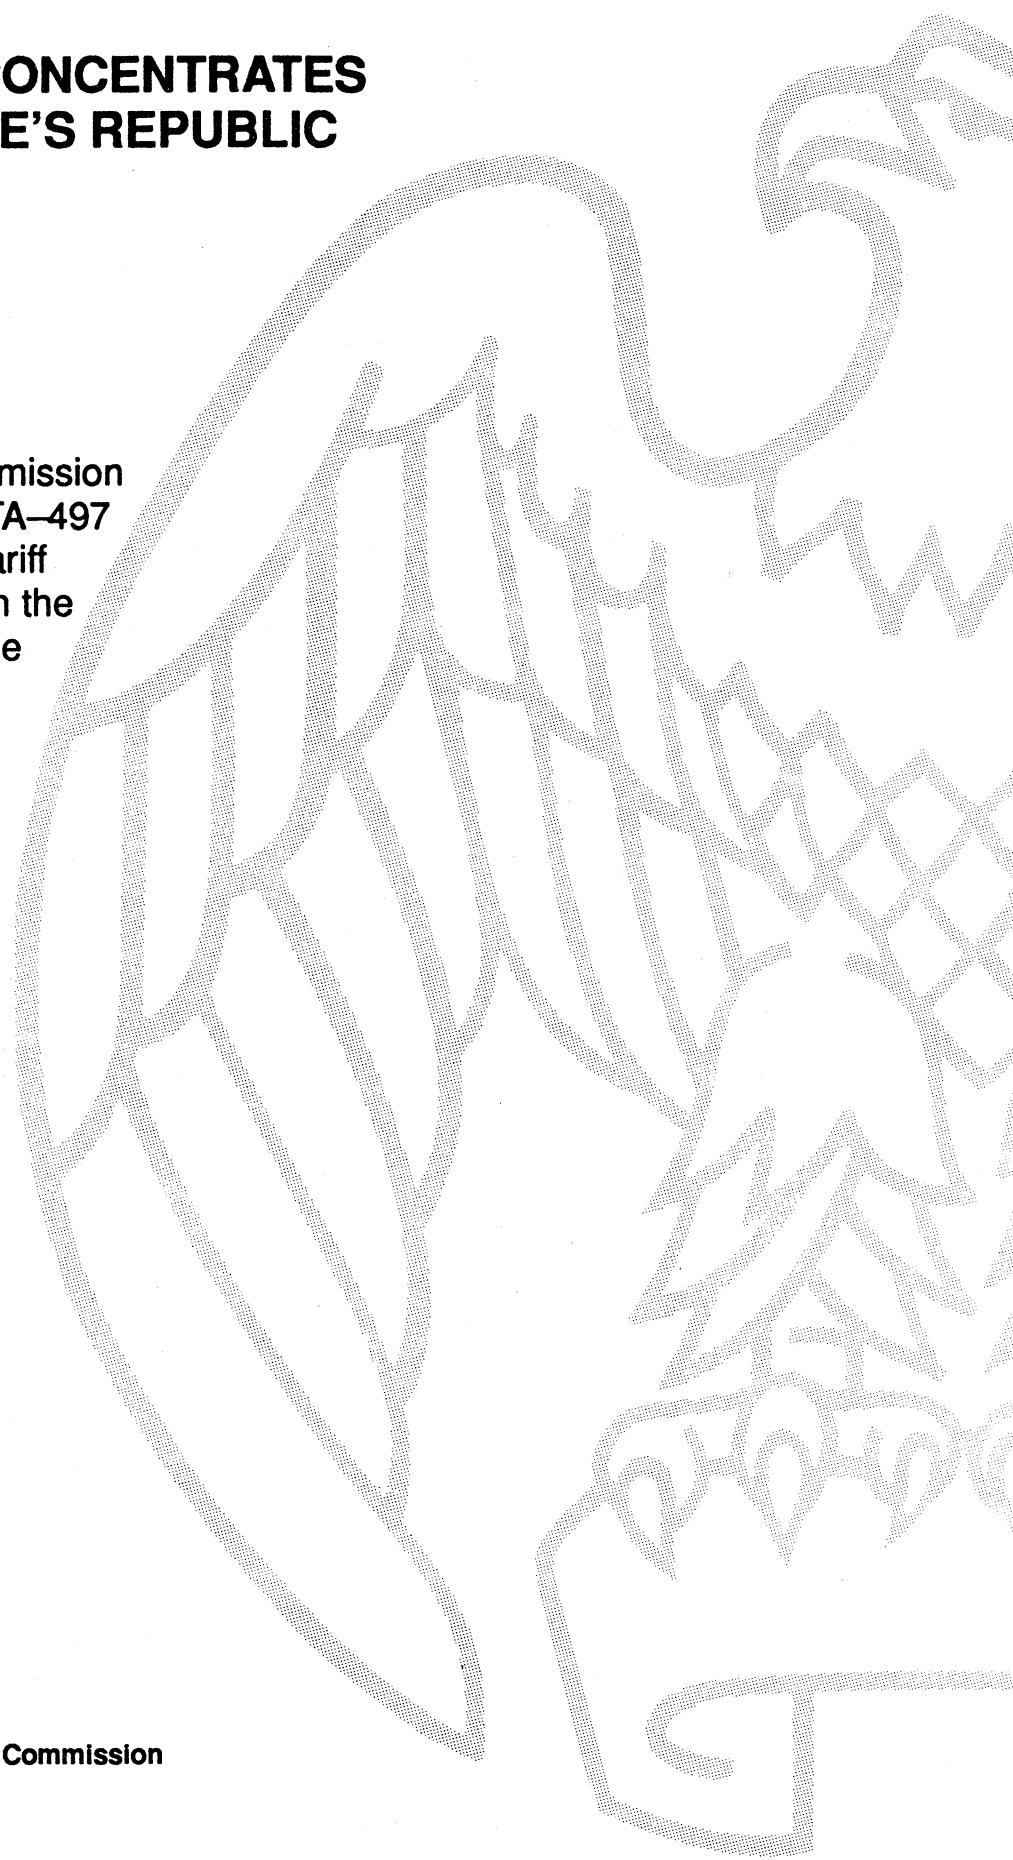 ONCENTRATES
E'S REPUBLIC
mission
TA–497
ariff
n the
e
Commission